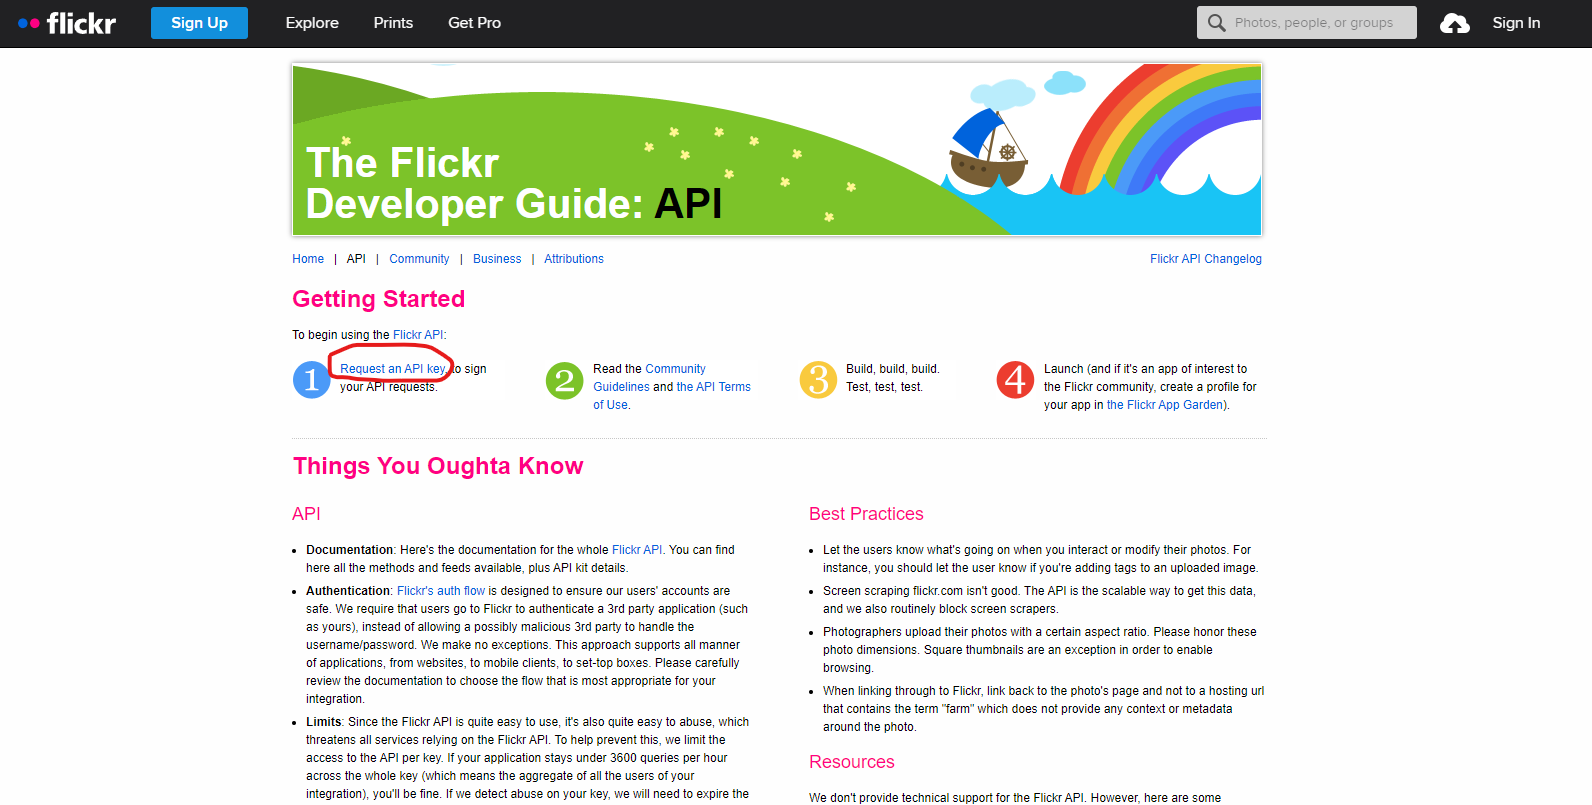 flickr
Sign Up
Explore
Prints
Get Pro
Photos, people, or groups
Sign In
The Flickr
Developer Guide: API
Home | API | Community | Business | Attributions
Flickr API Changelog
Getting Started
To begin using the Flickr API:
1
Request an API key, to sign
your API requests.
2
Read the Community
Guidelines and the API Terms
of Use.
3
Build, build, build.
Test, test, test.
4
Launch (and if it's an app of interest to
the Flickr community, create a profile for
your app in the Flickr App Garden).
Things You Oughta Know
API
• Documentation: Here's the documentation for the whole Flickr API. You can find
here all the methods and feeds available, plus API kit details.
• Authentication: Flickr's auth flow is designed to ensure our users' accounts are
safe. We require that users go to Flickr to authenticate a 3rd party application (such
as yours), instead of allowing a possibly malicious 3rd party to handle the
username/password. We make no exceptions. This approach supports all manner
of applications, from websites, to mobile clients, to set-top boxes. Please carefully
review the documentation to choose the flow that is most appropriate for your
integration.
• Limits: Since the Flickr API is quite easy to use, it's also quite easy to abuse, which
threatens all services relying on the Flickr API. To help prevent this, we limit the
access to the API per key. If your application stays under 3600 queries per hour
across the whole key (which means the aggregate of all the users of your
integration), you'll be fine. If we detect abuse on your key, we will need to expire the
Best Practices
• Let the users know what's going on when you interact or modify their photos. For
instance, you should let the user know if you're adding tags to an uploaded image.
• Screen scraping flickr.com isn't good. The API is the scalable way to get this data,
and we also routinely block screen scrapers.
• Photographers upload their photos with a certain aspect ratio. Please honor these
photo dimensions. Square thumbnails are an exception in order to enable
browsing.
• When linking through to Flickr, link back to the photo's page and not to a hosting url
that contains the term "farm" which does not provide any context or metadata
around the photo.
Resources
We don't provide technical support for the Flickr API. However, here are some